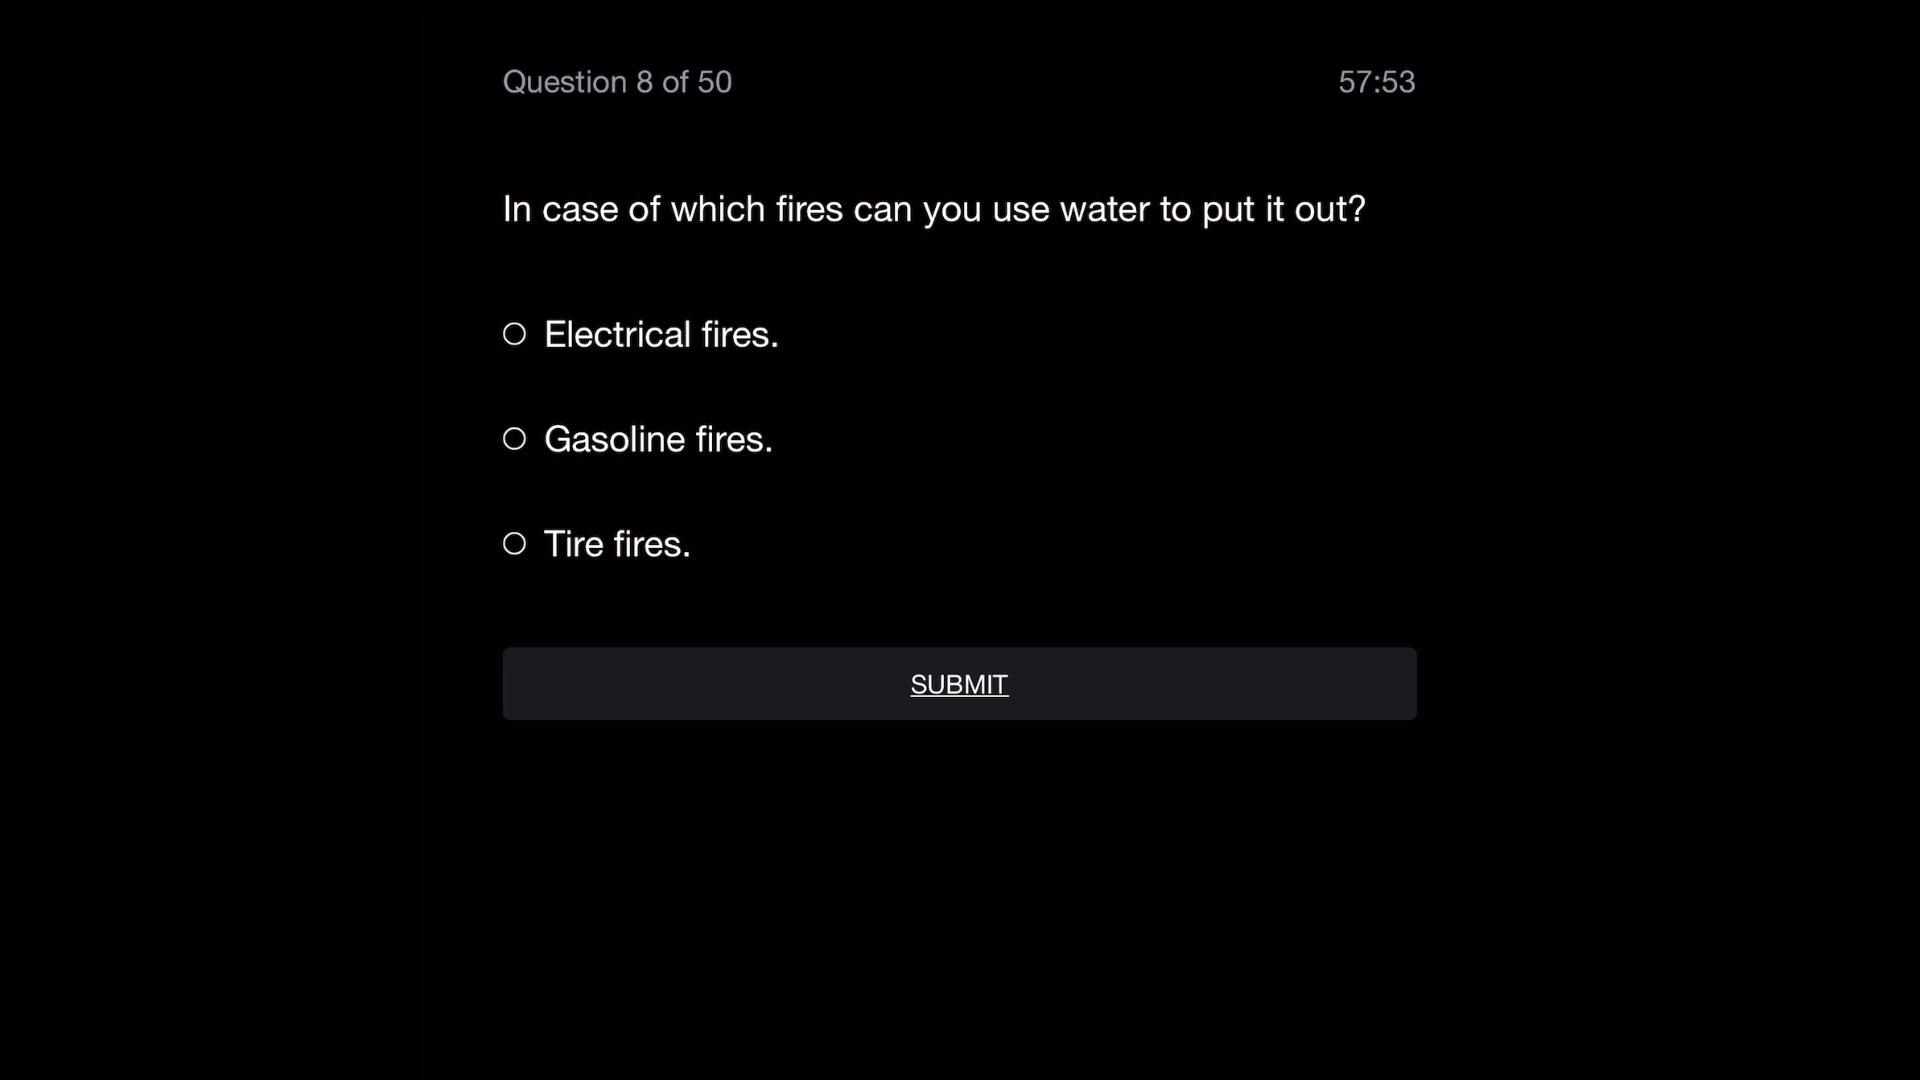 Question 8 of 50
57:53
In case of which fires can you use water to put it out?
Electrical fires.
Gasoline fires.
Tire fires.
SUBMIT